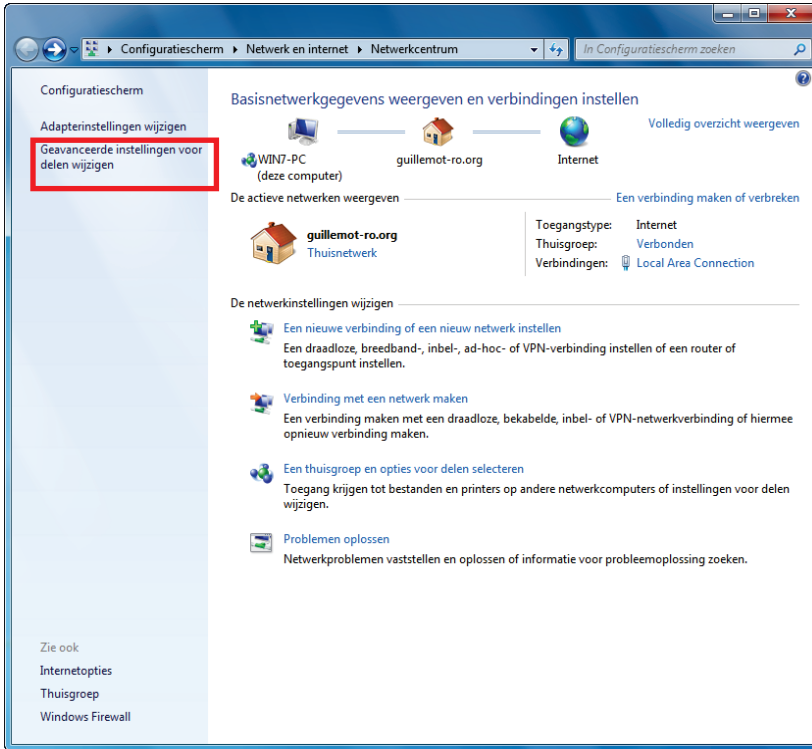 Configuratiescherm ▸ Netwerk en internet ▸ Netwerkcentrum
In Configuratiescherm zoeken
Configuratiescherm
Adapterinstellingen wijzigen
Geavanceerde instellingen voor
delen wijzigen
Zie ook
Internetopties
Thuisgroep
Windows Firewall
Basisnetwerkgegevens weergeven en verbindingen instellen
Volledig overzicht weergeven
WIN7-PC
(deze computer)
guillemot-ro.org
Internet
De actieve netwerken weergeven
Een verbinding maken of verbreken
guillemot-ro.org
Thuisnetwerk
Toegangstype: Internet
Thuisgroep: Verbonden
Verbindingen: Local Area Connection
De netwerkinstellingen wijzigen
Een nieuwe verbinding of een nieuw netwerk instellen
Een draadloze, breedband-, inbel-, ad-hoc- of VPN-verbinding instellen of een router of
toegangspunt instellen.
Verbinding met een netwerk maken
Een verbinding maken met een draadloze, bekabelde, inbel- of VPN-netwerkverbinding of hiermee
opnieuw verbinding maken.
Een thuisgroep en opties voor delen selecteren
Toegang krijgen tot bestanden en printers op andere netwerkcomputers of instellingen voor delen
wijzigen.
Problemen oplossen
Netwerkproblemen vaststellen en oplossen of informatie voor probleemoplossing zoeken.